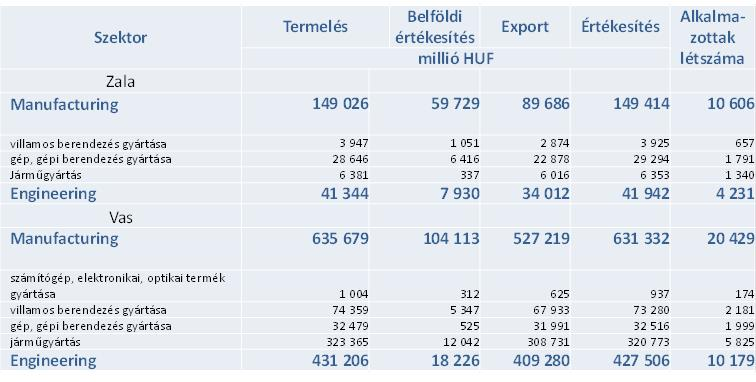 Szektor Termelés Belföldi értékesítés Export Értékesítés Alkalma-zottak létszáma
millió HUF
Zala
Manufacturing 149 026 59 729 89 686 149 414 10 606
villamos berendezés gyártása 3 947 1 051 2 874 3 925 657
gép, gépi berendezés gyártása 28 646 6 416 22 878 29 294 1 791
Járműgyártás 6 381 337 6 016 6 353 1 340
Engineering 41 344 7 930 34 012 41 942 4 231
Vas
Manufacturing 635 679 104 113 527 219 631 332 20 429
számítógép, elektronikai, optikai termék
gyártása 1 004 312 625 937 174
villamos berendezés gyártása 74 359 5 347 67 933 73 280 2 181
gép, gépi berendezés gyártása 32 479 525 31 991 32 516 1 999
járműgyártás 323 365 12 042 308 731 320 773 5 825
Engineering 431 206 18 226 409 280 427 506 10 179